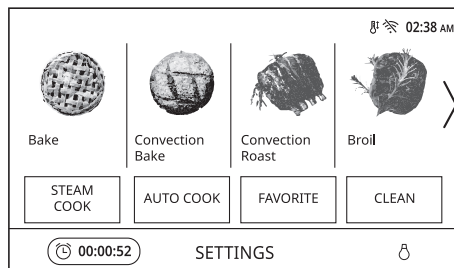 02:38 AM
Bake
Convection
Bake
Convection
Roast
Broil
STEAM
COOK
AUTO COOK
FAVORITE
CLEAN
00:00:52
SETTINGS